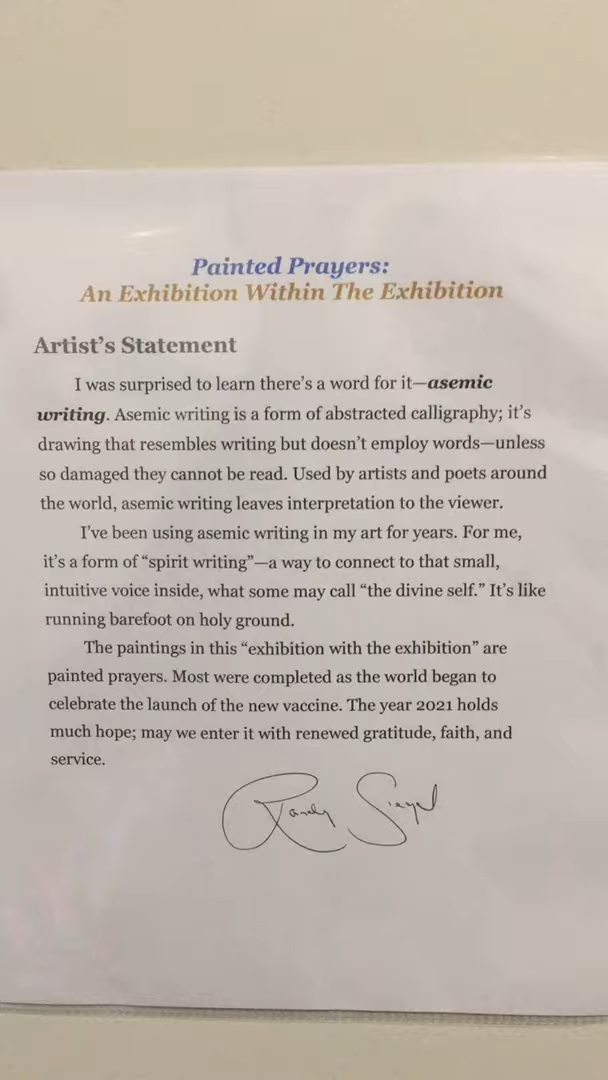 Painted Prayers:
An Exhibition Within The Exhibition
Artist's Statement
I was surprised to learn there's a word for it—asemic
writing. Asemic writing is a form of abstracted calligraphy; it's
drawing that resembles writing but doesn't employ words—unless
so damaged they cannot be read. Used by artists and poets around
the world, asemic writing leaves interpretation to the viewer.
I've been using asemic writing in my art for years. For me,
it's a form of “spirit writing”—a way to connect to that small,
intuitive voice inside, what some may call “the divine self.” It's like
running barefoot on holy ground.
The paintings in this “exhibition with the exhibition” are
painted prayers. Most were completed as the world began to
celebrate the launch of the new vaccine. The year 2021 holds
much hope; may we enter it with renewed gratitude, faith, and
service.
Randy Siegel